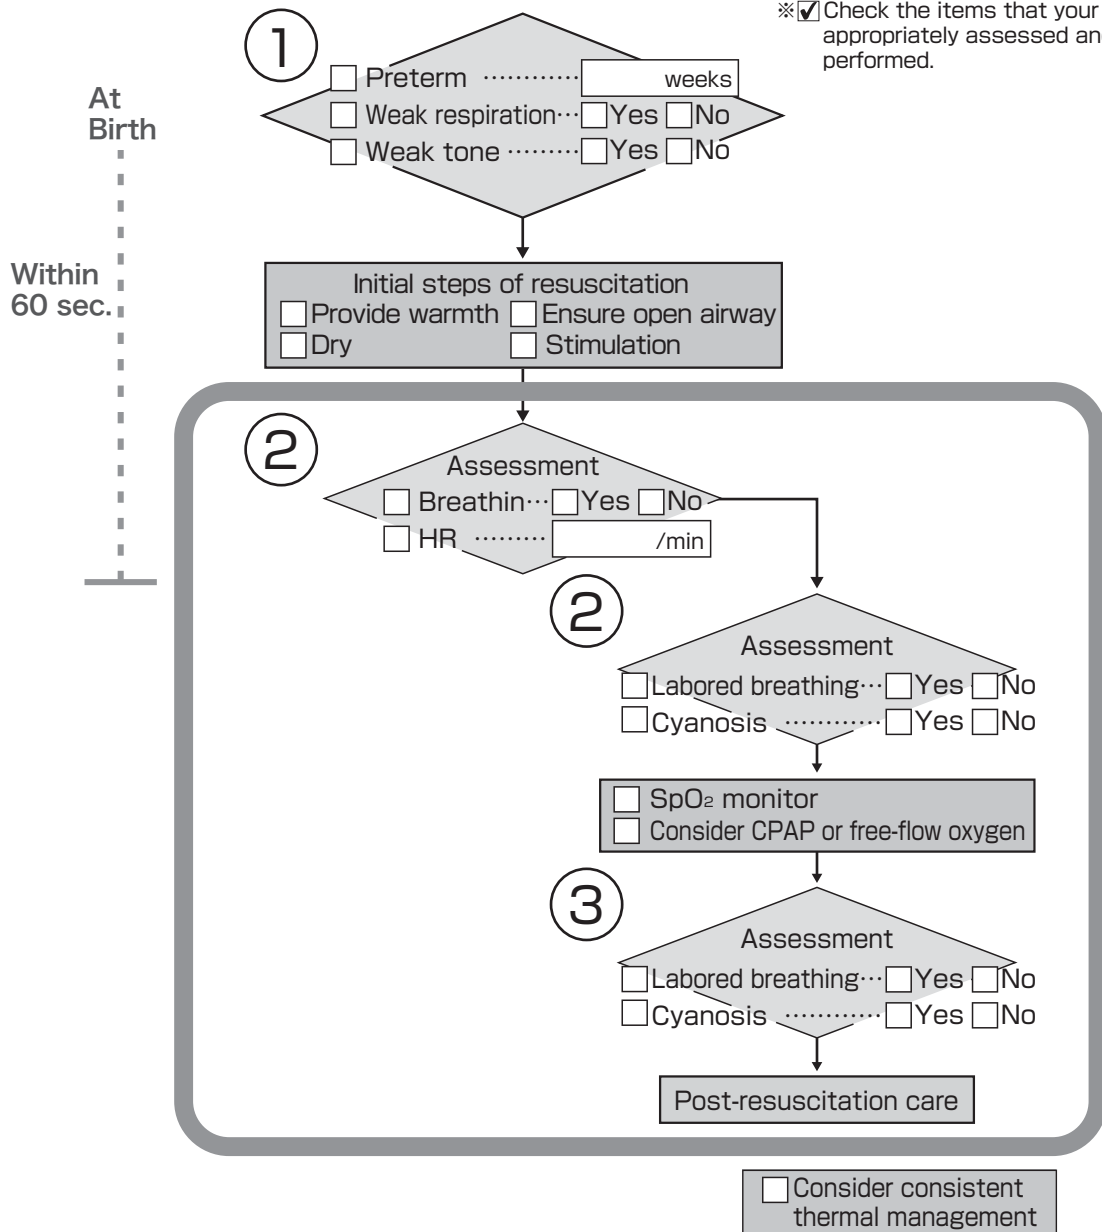 ※☑Check the items that your
appropriately assessed an
performed.
1
□ Preterm ………… weeks
□ Weak respiration… □Yes □No
□ Weak tone ……… □Yes □No
At
Birth
Within
60 sec.
Initial steps of resuscitation
□Provide warmth □Ensure open airway
□Dry □ Stimulation
2
Assessment
□ Breathin… □Yes □No
□ HR ……… /min
2
Assessment
□Labored breathing… □Yes □No
□Cyanosis ………… □Yes □No
□ SpO₂ monitor
□ Consider CPAP or free-flow oxygen
3
Assessment
□Labored breathing… □Yes □No
□Cyanosis ………… □Yes □No
Post-resuscitation care
□Consider consistent
thermal management